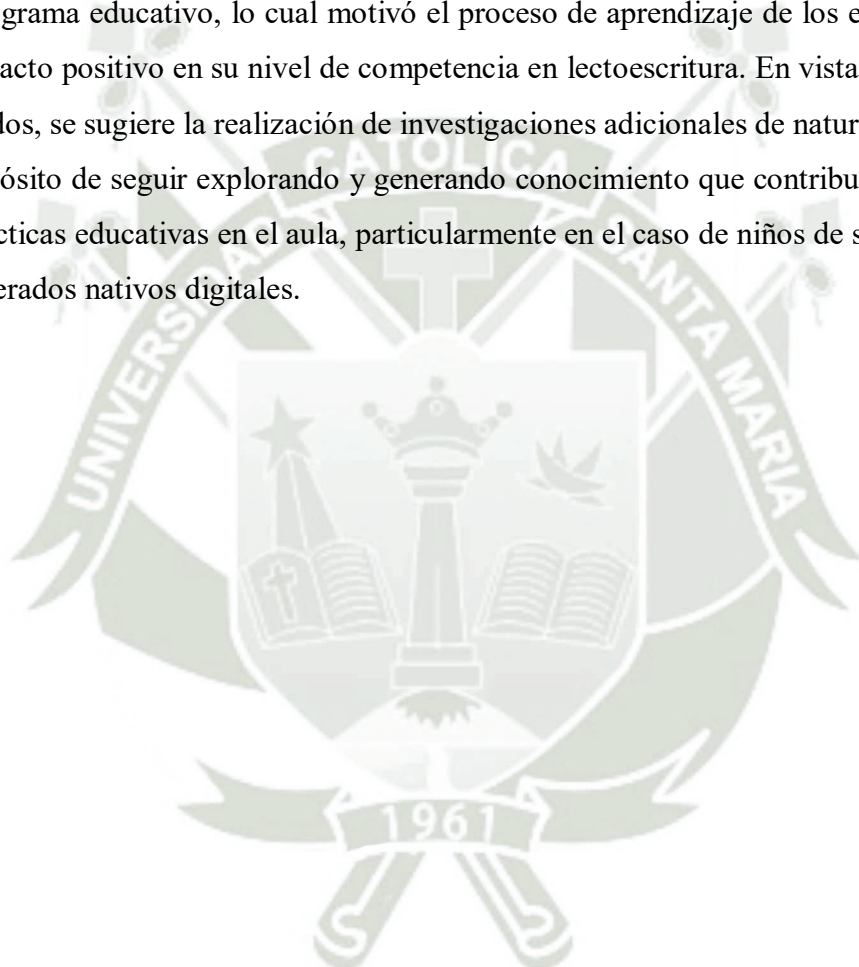 grama educativo, lo cual motivó el proceso de aprendizaje de los e
acto positivo en su nivel de competencia en lectoescritura. En vista
dos, se sugiere la realización de investigaciones adicionales de natur
ósito de seguir explorando y generando conocimiento que contribu
cticas educativas en el aula, particularmente en el caso de niños de s
erados nativos digitales.
UNIVERSIDAD CATOLICA SANTA MARIA
1961